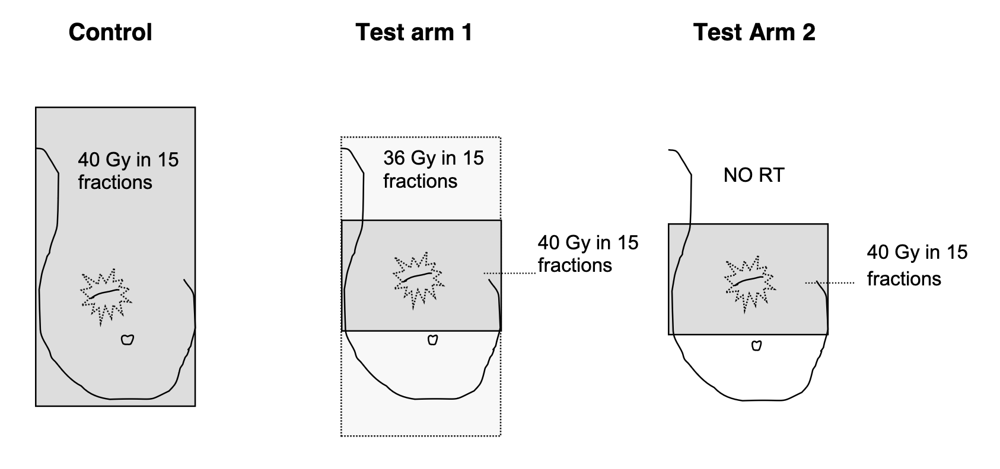 Control
Test arm 1
Test Arm 2
40 Gy in 15
fractions
36 Gy in 15
fractions
40 Gy in 15
fractions
NO RT
40 Gy in 15
fractions